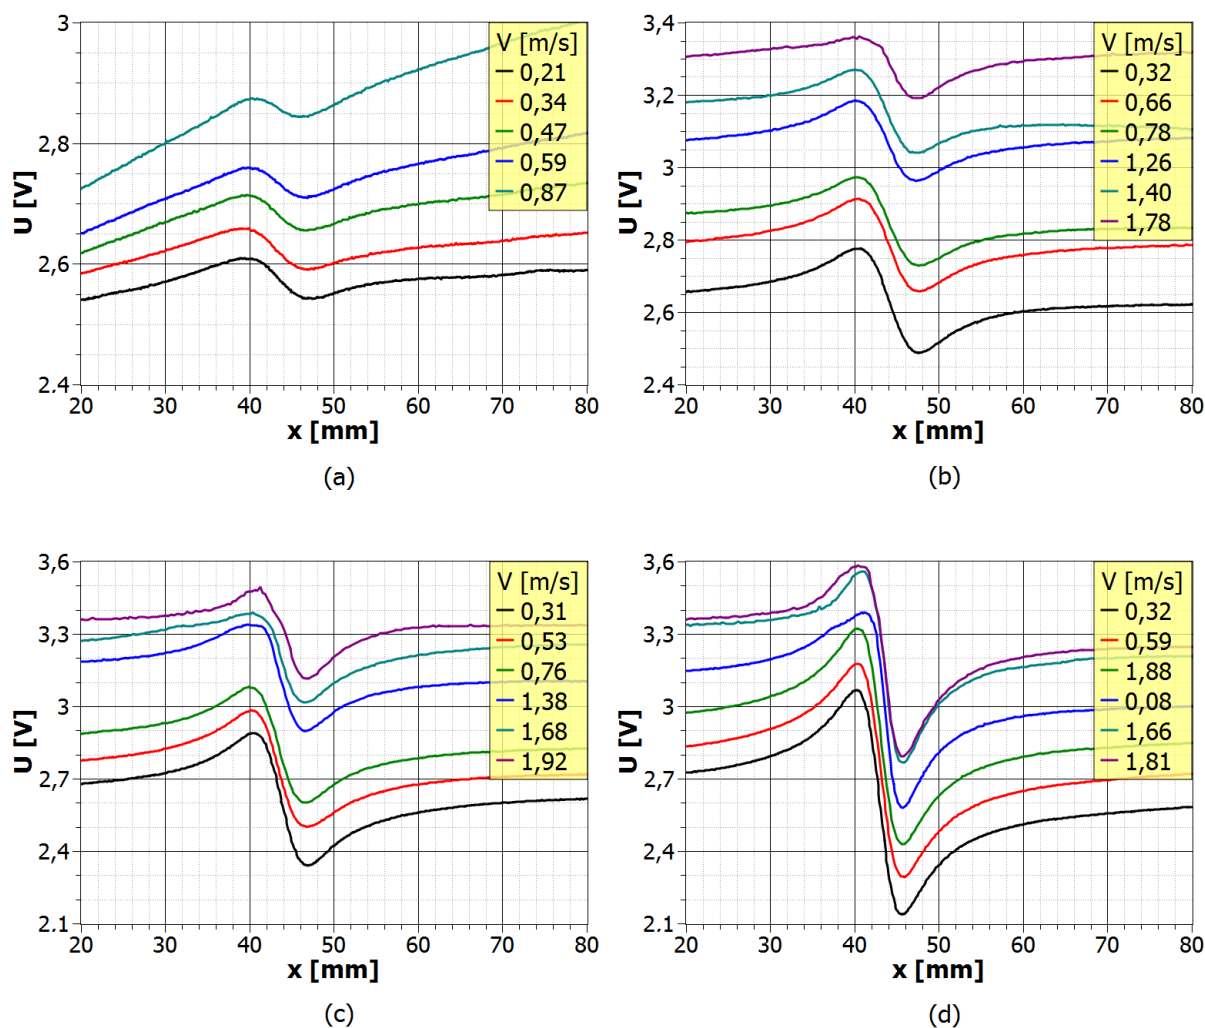 3
2,8
2,6
2,4
U [V]
20 30 40 50 60 70 80
x [mm]
V [m/s]
0,21
0,34
0,47
0,59
0,87
(a)
3,4
3,2
3
2,8
2,6
2,4
U [V]
20 30 40 50 60 70 80
x [mm]
V [m/s]
0,32
0,66
0,78
1,26
1,40
1,78
(b)
3,6
3,3
3
2,7
2,4
2.1
U [V]
20 30 40 50 60 70 80
x [mm]
V [m/s]
0,31
0,53
0,76
1,38
1,68
1,92
(c)
3,6
3,3
3
2,7
2,4
2.1
U [V]
20 30 40 50 60 70 80
x [mm]
V [m/s]
0,32
0,59
1,88
0,08
1,66
1,81
(d)